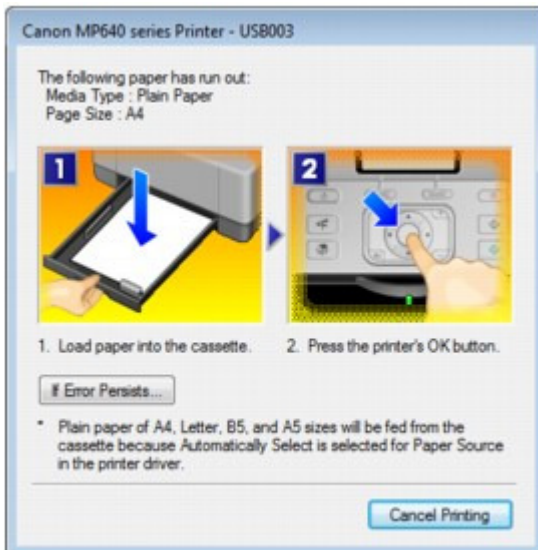 Canon MP640 series Printer - USB003
The following paper has run out:
Media Type : Plain Paper
Page Size : A4
1
2
1. Load paper into the cassette.
2. Press the printer's OK button.
If Error Persists...
* Plain paper of A4, Letter, B5, and A5 sizes will be fed from the
cassette because Automatically Select is selected for Paper Source
in the printer driver.
Cancel Printing